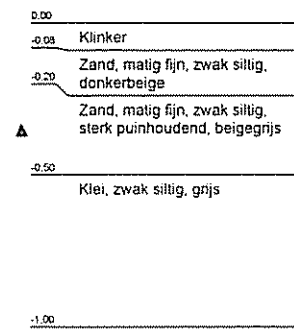 0.00
-0.08
Klinker
Zand, matig fijn, zwak siltig,
donkerbeige
-0.20
Zand, matig fijn, zwak siltig,
sterk puinhoudend, beigegrijs
-0.50
Klei, zwak siltig, grijs
-1.00